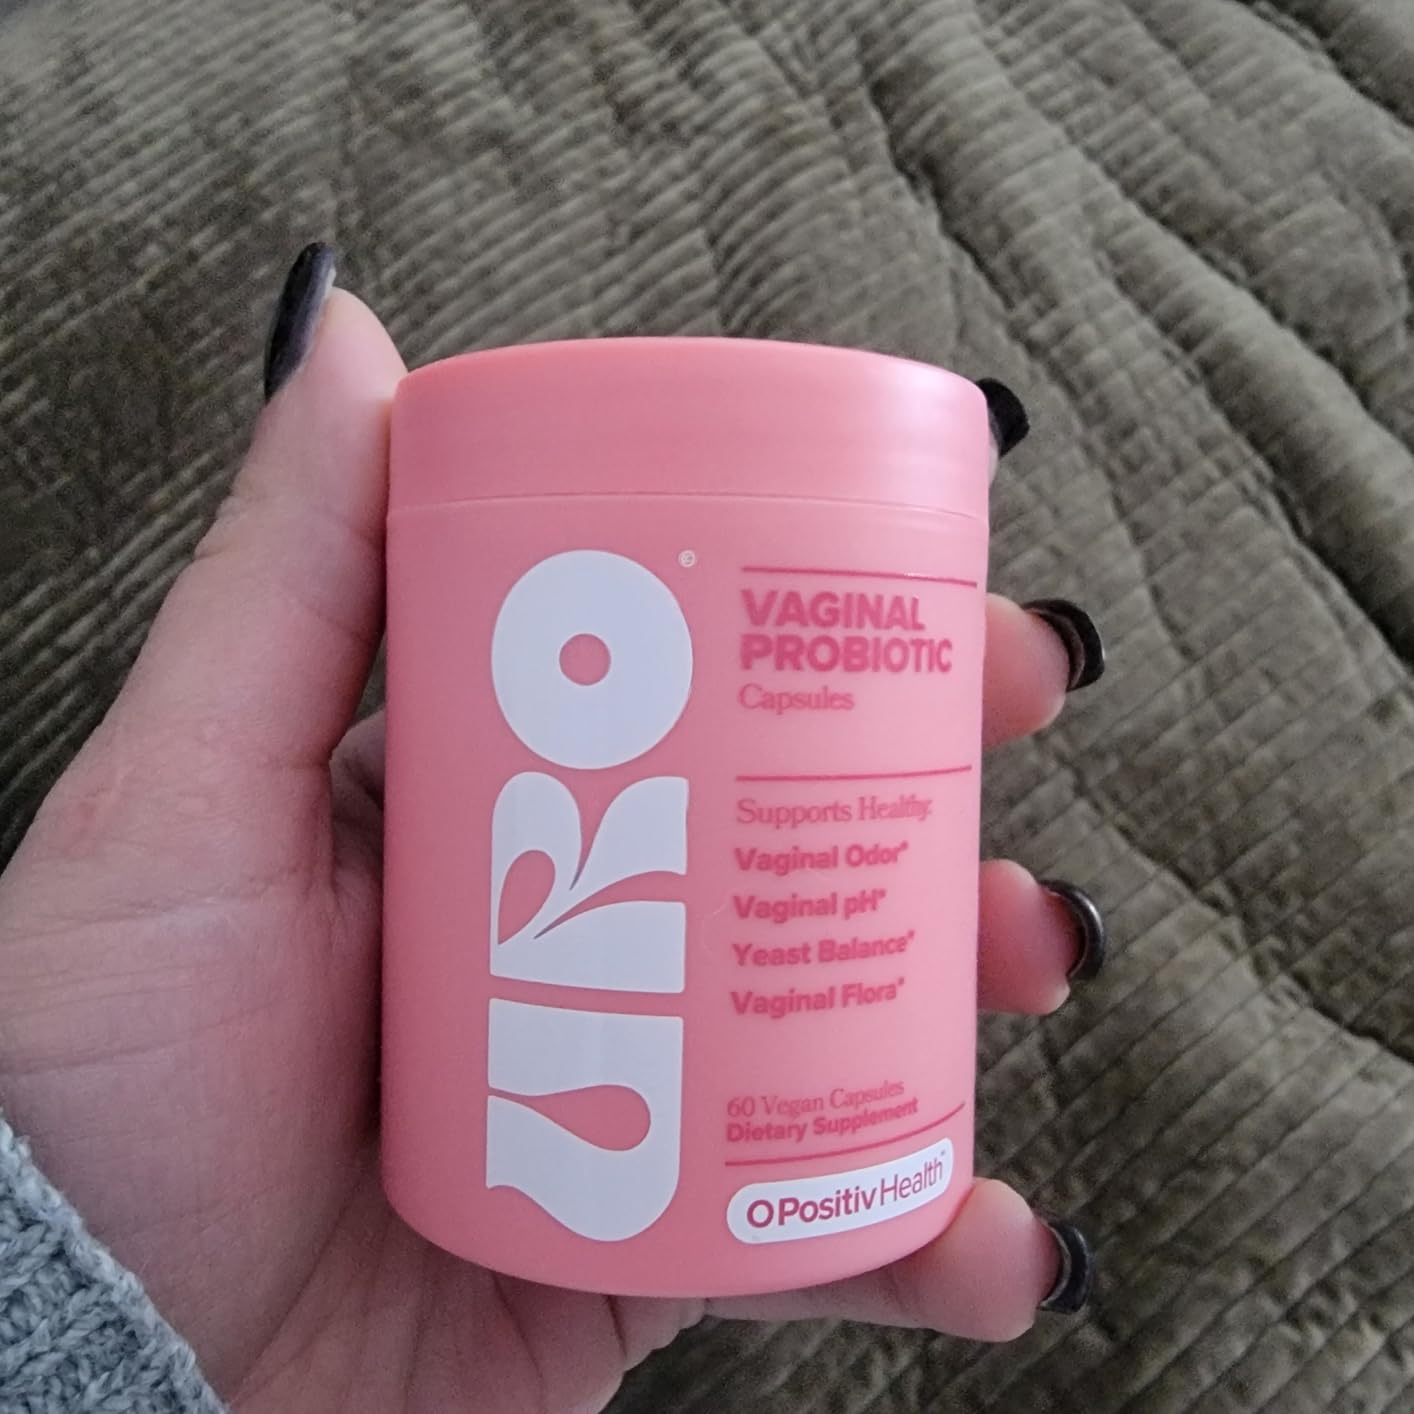 URO®
VAGINAL
PROBIOTIC
Capsules
Supports Healthy:
Vaginal Odor*
Vaginal pH*
Yeast Balance*
Vaginal Flora*
60 Vegan Capsules
Dietary Supplement
O Positiv Health™